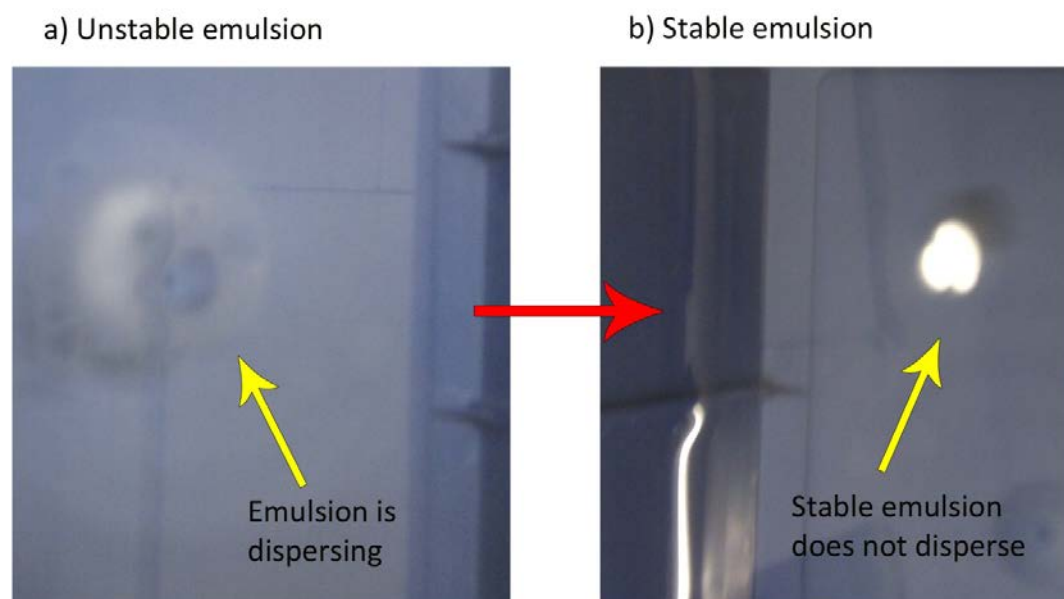 a) Unstable emulsion
b) Stable emulsion
Emulsion is
dispersing
Stable emulsion
does not disperse